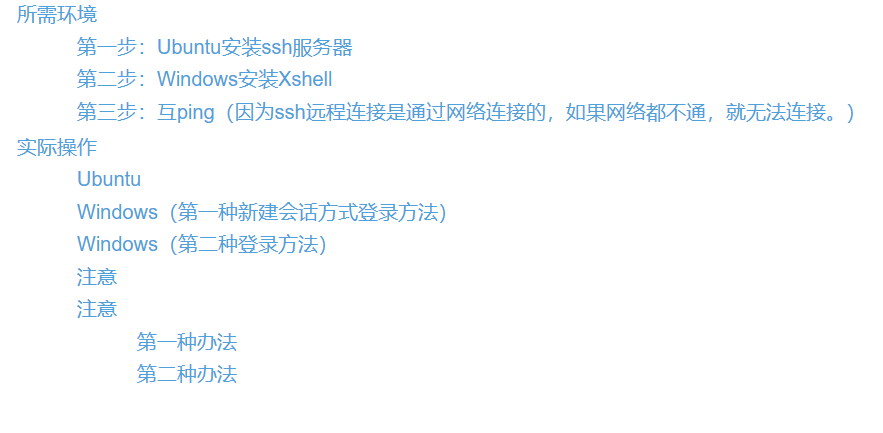 所需环境
第一步：Ubuntu安装ssh服务器
第二步：Windows安装Xshell
第三步：互ping（因为ssh远程连接是通过网络连接的，如果网络都不通，就无法连接。）
实际操作
Ubuntu
Windows（第一种新建会话方式登录方法）
Windows（第二种登录方法）
注意
注意
第一种办法
第二种办法